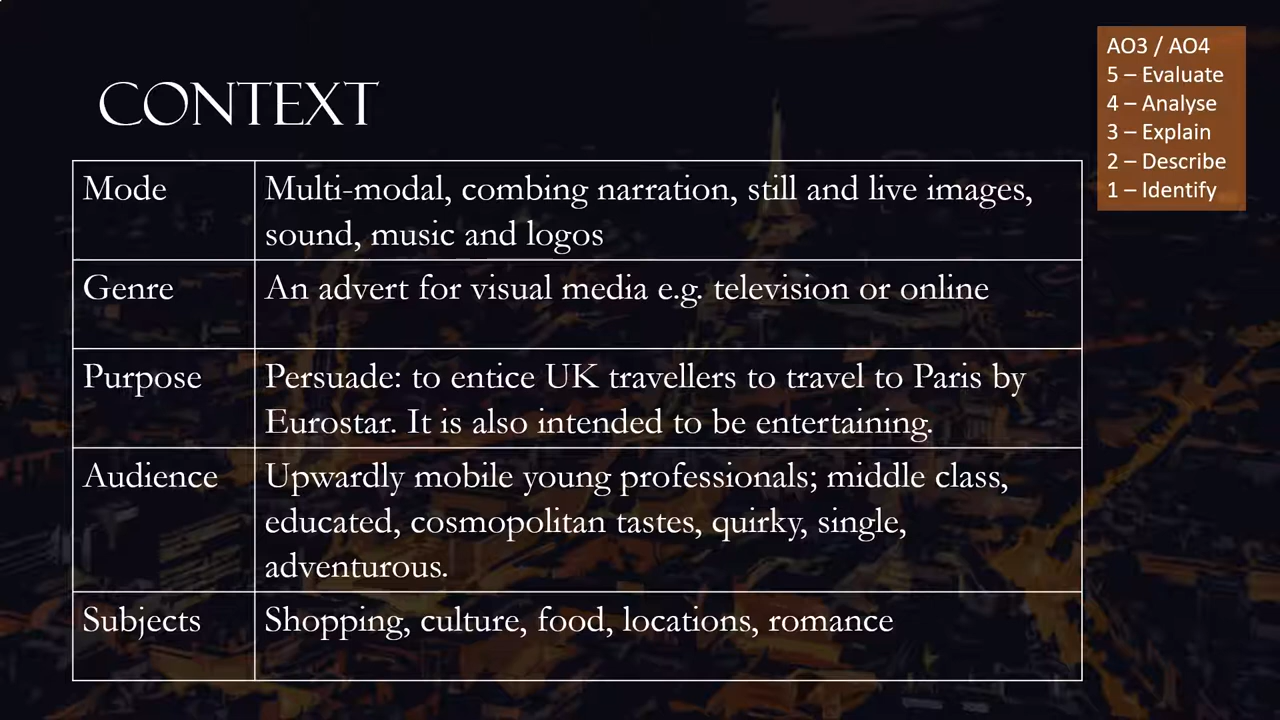 CONTEXT
AO3 / AO4
5 – Evaluate
4 – Analyse
3 – Explain
2 – Describe
1 – Identify
Mode
Multi-modal, combing narration, still and live images,
sound, music and logos
Genre
An advert for visual media e.g. television or online
Purpose
Persuade: to entice UK travellers to travel to Paris by
Eurostar. It is also intended to be entertaining.
Audience
Upwardly mobile young professionals; middle class,
educated, cosmopolitan tastes, quirky, single,
adventurous.
Subjects
Shopping, culture, food, locations, romance